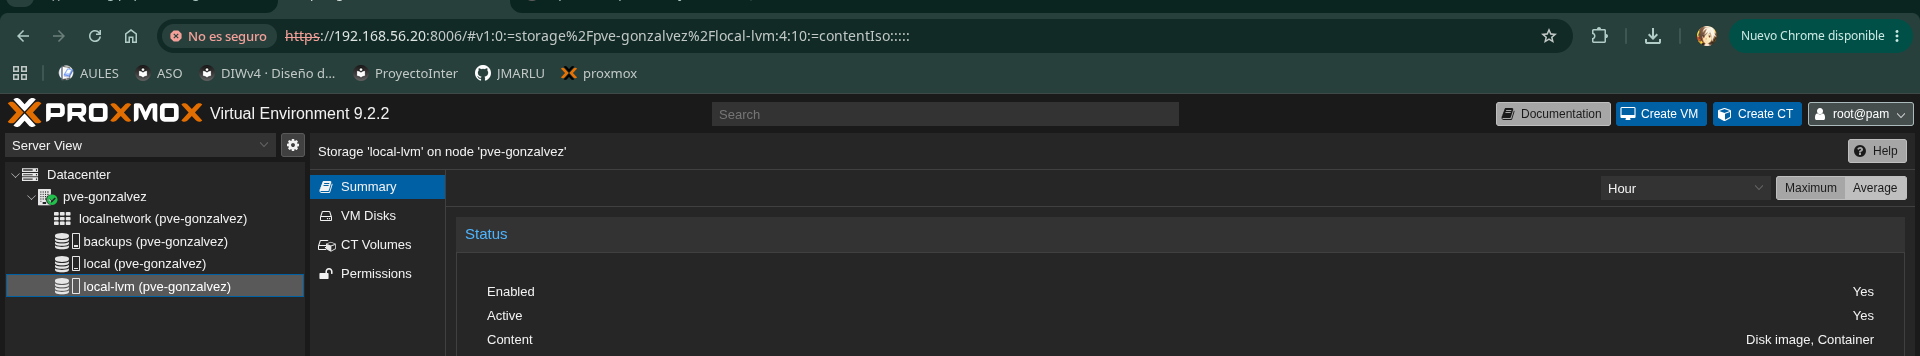 No es seguro https://192.168.56.20:8006/#v1:0:=storage%2Fpve-gonzalvez%2Flocal-lvm:4:10:=contentIso::::: Nuevo Chrome disponible
AULES ASO DIWv4 · Diseño d... ProyectoInter JMARLU proxmox
PROXMOX Virtual Environment 9.2.2 Search Documentation Create VM Create CT root@pam
Server View
Storage 'local-lvm' on node 'pve-gonzalvez' Help
Datacenter
pve-gonzalvez
localnetwork (pve-gonzalvez)
backups (pve-gonzalvez)
local (pve-gonzalvez)
local-lvm (pve-gonzalvez)
Summary
VM Disks
CT Volumes
Permissions
Hour Maximum Average
Status
Enabled Yes
Active Yes
Content Disk image, Container